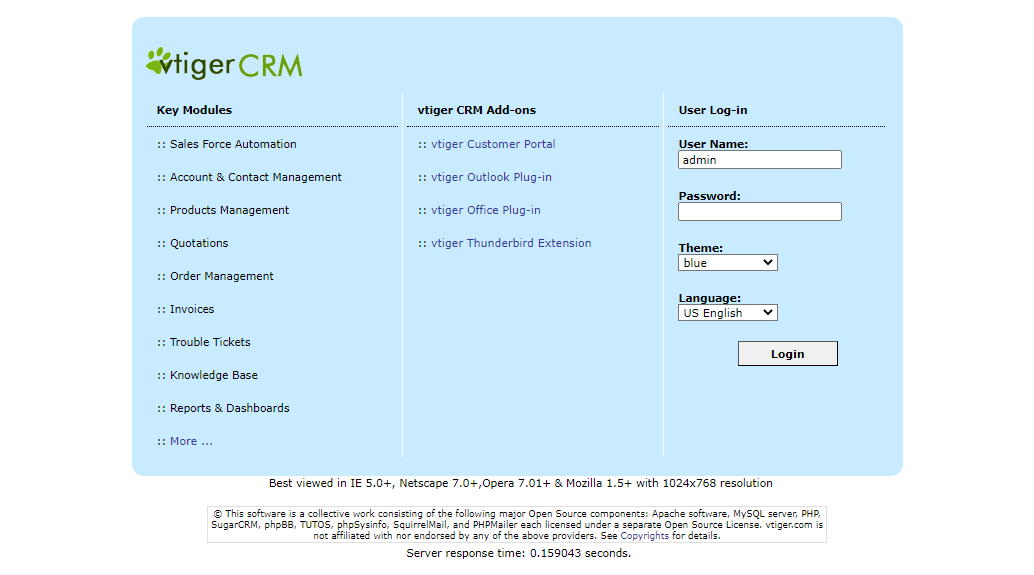 vtiger CRM
Key Modules
:: Sales Force Automation
:: Account & Contact Management
:: Products Management
:: Quotations
:: Order Management
:: Invoices
:: Trouble Tickets
:: Knowledge Base
:: Reports & Dashboards
:: More ...
vtiger CRM Add-ons
:: vtiger Customer Portal
:: vtiger Outlook Plug-in
:: vtiger Office Plug-in
:: vtiger Thunderbird Extension
User Log-in
User Name:
admin
Password:
Theme:
blue
Language:
US English
Login
Best viewed in IE 5.0+, Netscape 7.0+,Opera 7.01+ & Mozilla 1.5+ with 1024x768 resolution
© This software is a collective work consisting of the following major Open Source components: Apache software, MySQL server, PHP,
SugarCRM, phpBB, TUTOS, phpSysinfo, SquirrelMail, and PHPMailer each licensed under a separate Open Source License. vtiger.com is
not affiliated with nor endorsed by any of the above providers. See Copyrights for details.
Server response time: 0.159043 seconds.